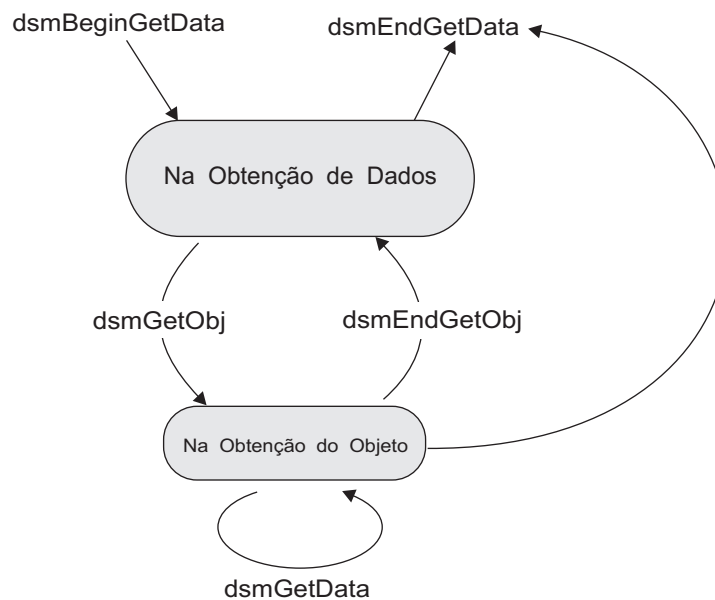 dsmBeginGetData
dsmEndGetData
Na Obtenção de Dados
dsmGetObj
dsmEndGetObj
Na Obtenção do Objeto
dsmGetData